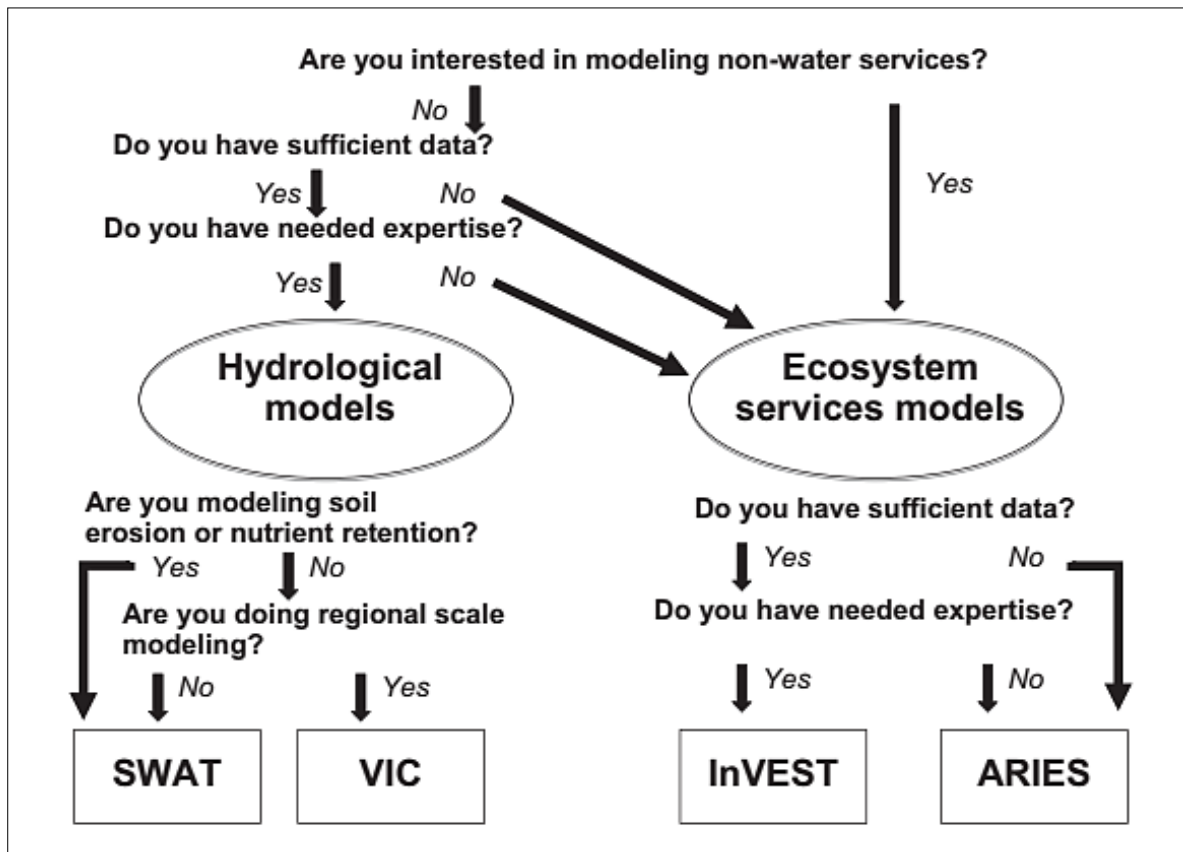 Are you interested in modeling non-water services?
No
Do you have sufficient data?
Yes
Yes
No
Do you have needed expertise?
Yes
No
Hydrological
models
Ecosystem
services models
Are you modeling soil
erosion or nutrient retention?
Yes
No
Are you doing regional scale
modeling?
No
Yes
Do you have sufficient data?
Yes
No
Do you have needed expertise?
Yes
No
SWAT
VIC
InVEST
ARIES